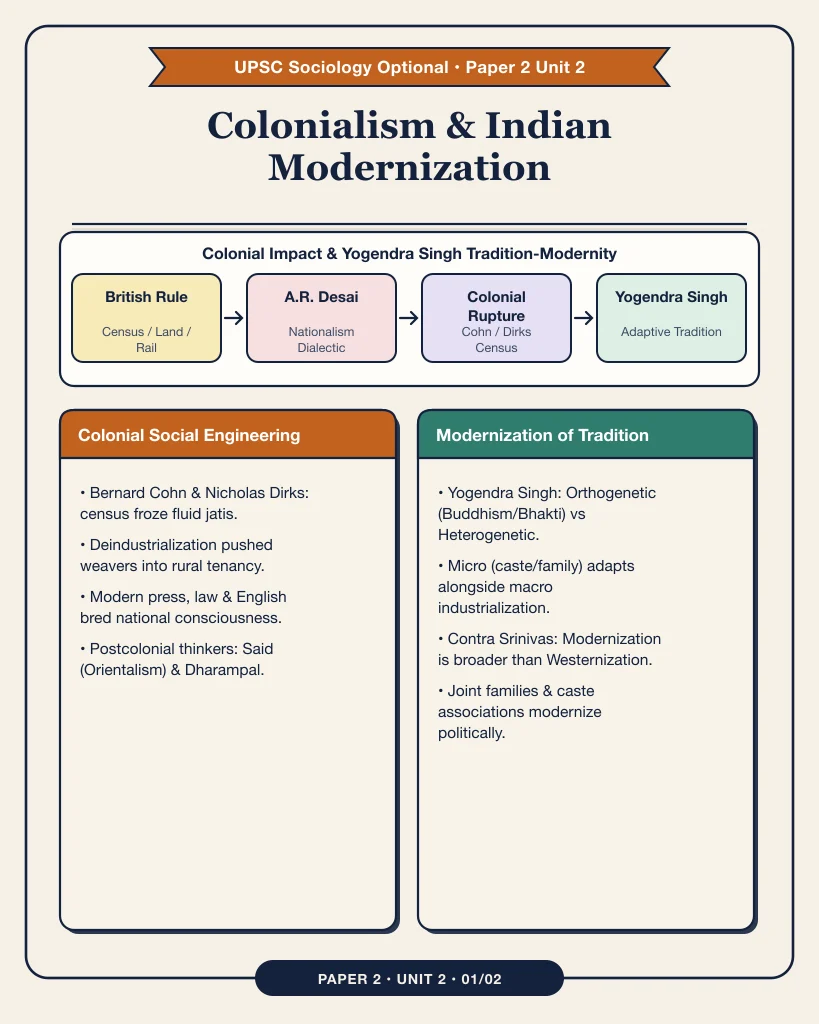 UPSC Sociology Optional • Paper 2 Unit 2
Colonialism & Indian
Modernization
Colonial Impact & Yogendra Singh Tradition-Modernity
British Rule
Census / Land /
Rail
A.R. Desai
Nationalism
Dialectic
Colonial
Rupture
Cohn / Dirks
Census
Yogendra Singh
Adaptive Tradition
Colonial Social Engineering
• Bernard Cohn & Nicholas Dirks:
census froze fluid jatis.
• Deindustrialization pushed
weavers into rural tenancy.
• Modern press, law & English
bred national consciousness.
• Postcolonial thinkers: Said
(Orientalism) & Dharampal.
Modernization of Tradition
• Yogendra Singh: Orthogenetic
(Buddhism/Bhakti) vs
Heterogenetic.
• Micro (caste/family) adapts
alongside macro
industrialization.
• Contra Srinivas: Modernization
is broader than Westernization.
• Joint families & caste
associations modernize
politically.
PAPER 2 • UNIT 2 • 01/02